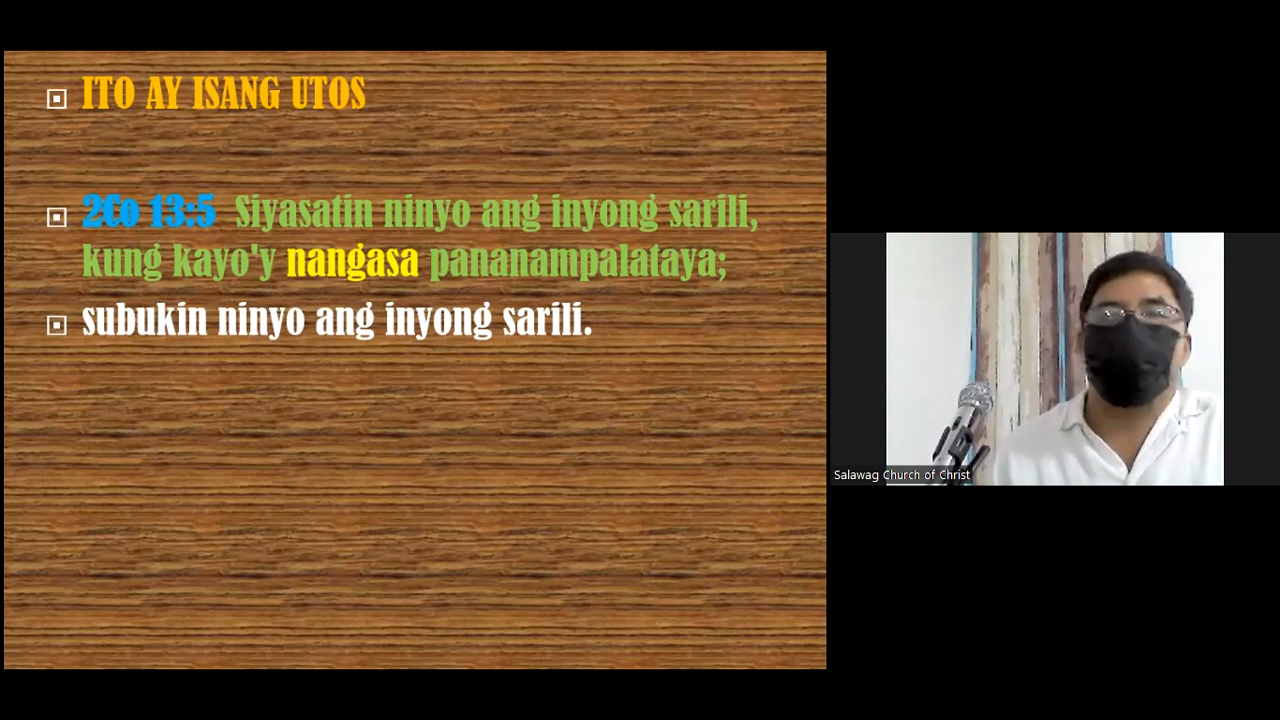 ITO AY ISANG UTOS
2Co 13:5 Siyasatin ninyo ang inyong sarili,
kung kayo'y nangasa pananampalataya;
subukin ninyo ang inyong sarili.
Salawag Church of Christ